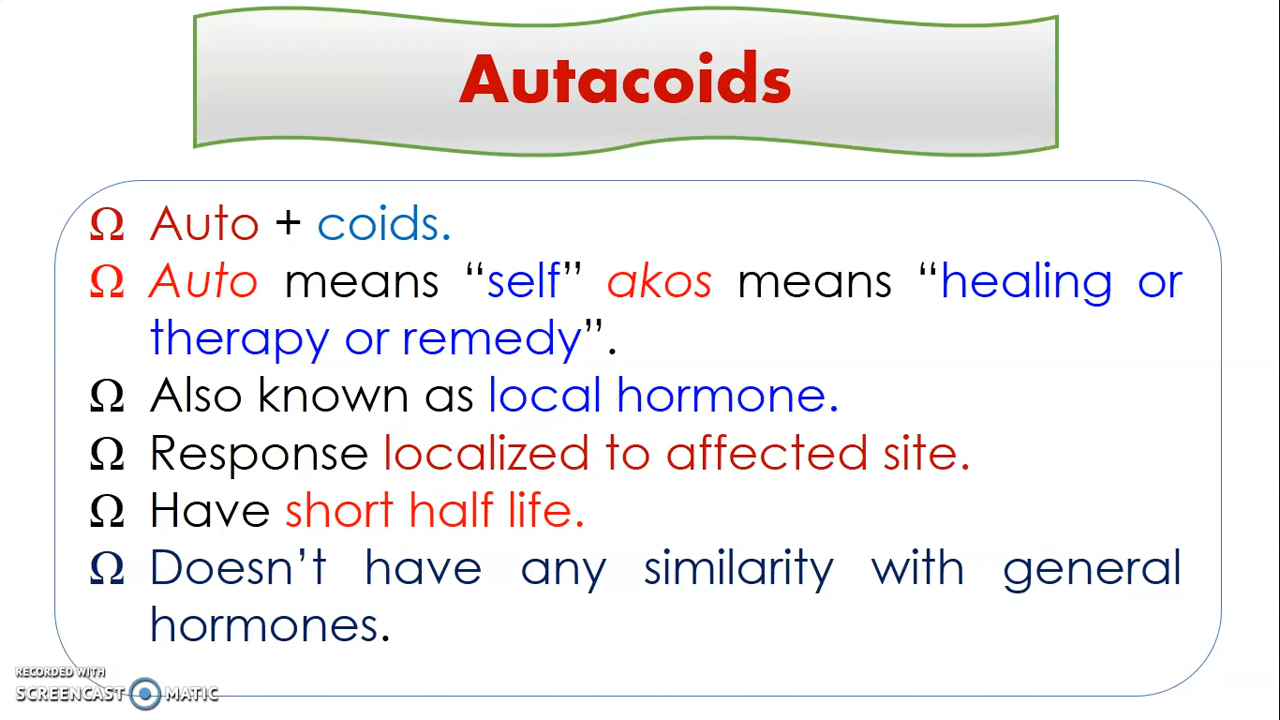 Autacoids
Ω Auto + coids.
Ω Auto means “self” akos means “healing or
therapy or remedy”.
Ω Also known as local hormone.
Ω Response localized to affected site.
Ω Have short half life.
Ω Doesn’t have any similarity with general
hormones.
RECORDED WITH
SCREENCAST MATIC